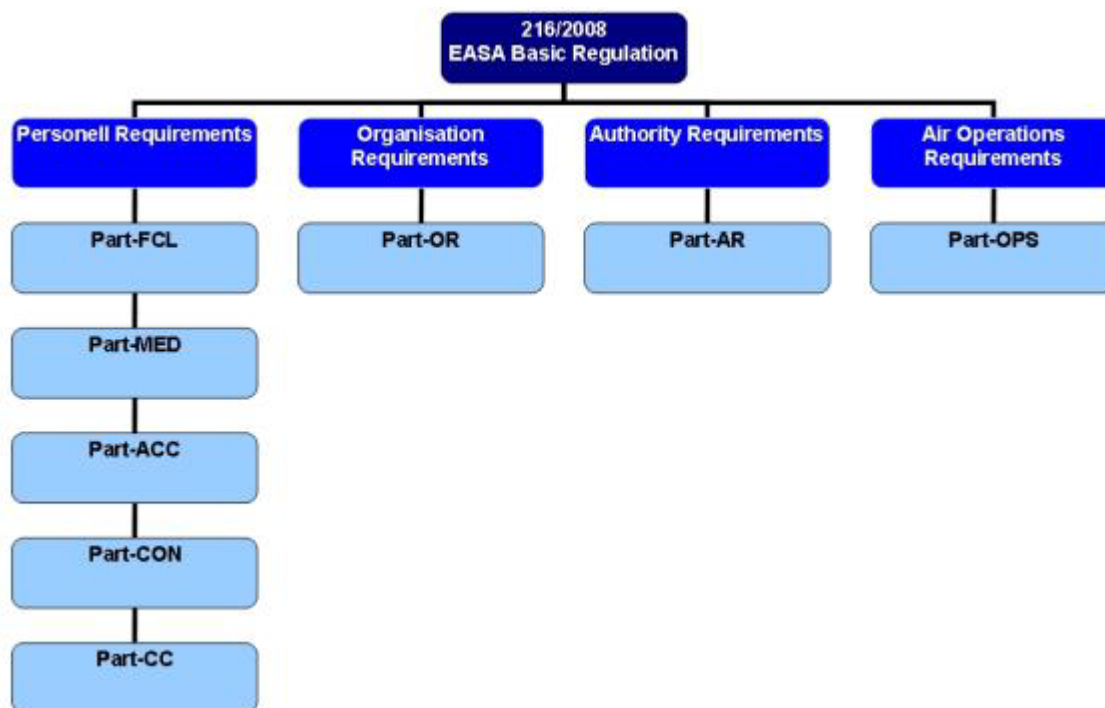 216/2008
EASA Basic Regulation
Personell Requirements
Organisation
Requirements
Authority Requirements
Air Operations
Requirements
Part-FCL
Part-OR
Part-AR
Part-OPS
Part-MED
Part-ACC
Part-CON
Part-CC